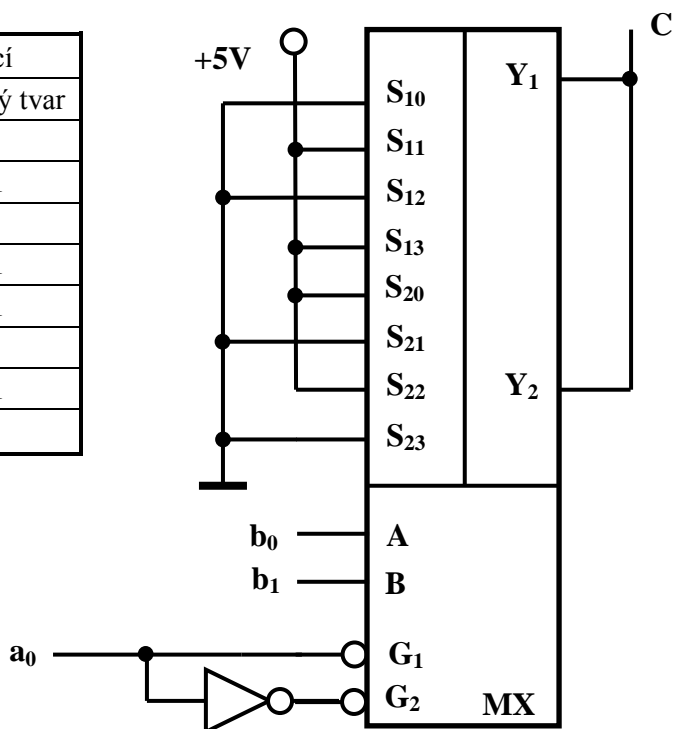 cí
ý tvar
+5V
C
S₁₀
S₁₁
S₁₂
S₁₃
S₂₀
S₂₁
S₂₂
S₂₃
Y₁
Y₂
b₀
A
b₁
B
a₀
G₁
G₂
MX